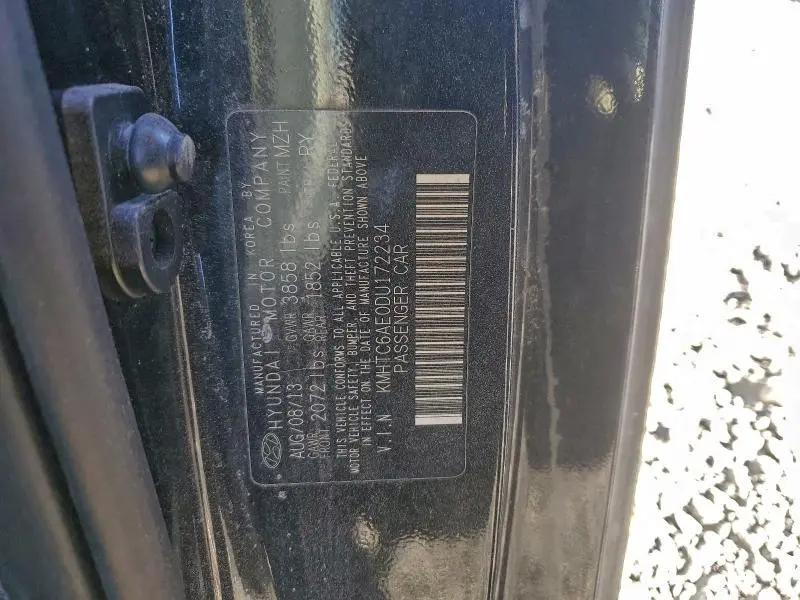 MANUFACTURED IN KOREA BY
HYUNDAI MOTOR COMPANY
AUG/08/13 GVWR 3858 lbs PAINT MZH
GAWR FRONT 2072 lbs GAWR REAR 1852 lbs RY
THIS VEHICLE CONFORMS TO ALL APPLICABLE U.S.A. FEDERAL
MOTOR VEHICLE SAFETY, BUMPER, AND THEFT PREVENTION STANDARDS
IN EFFECT ON THE DATE OF MANUFACTURE SHOWN ABOVE
V.I.N KMHTC6AE0DU172234
PASSENGER CAR